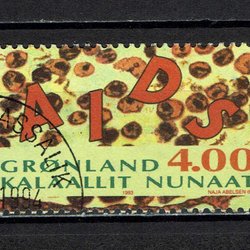 AIDS
GRØNLAND 4.00
KALAALLIT NUNAAT
1993 NAJA ABELSEN